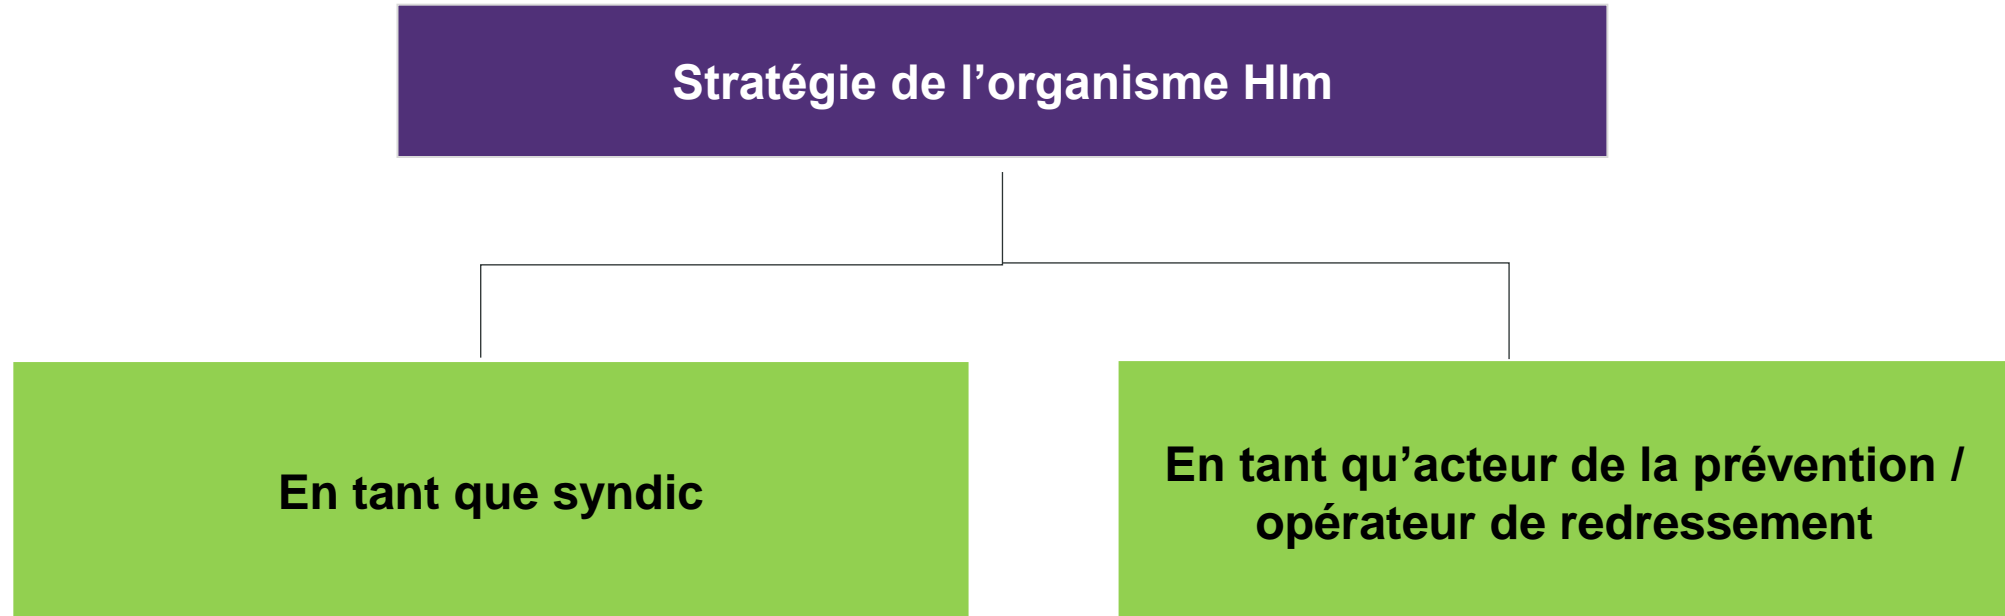 Stratégie de l’organisme Hlm
En tant que syndic
En tant qu’acteur de la prévention /
opérateur de redressement